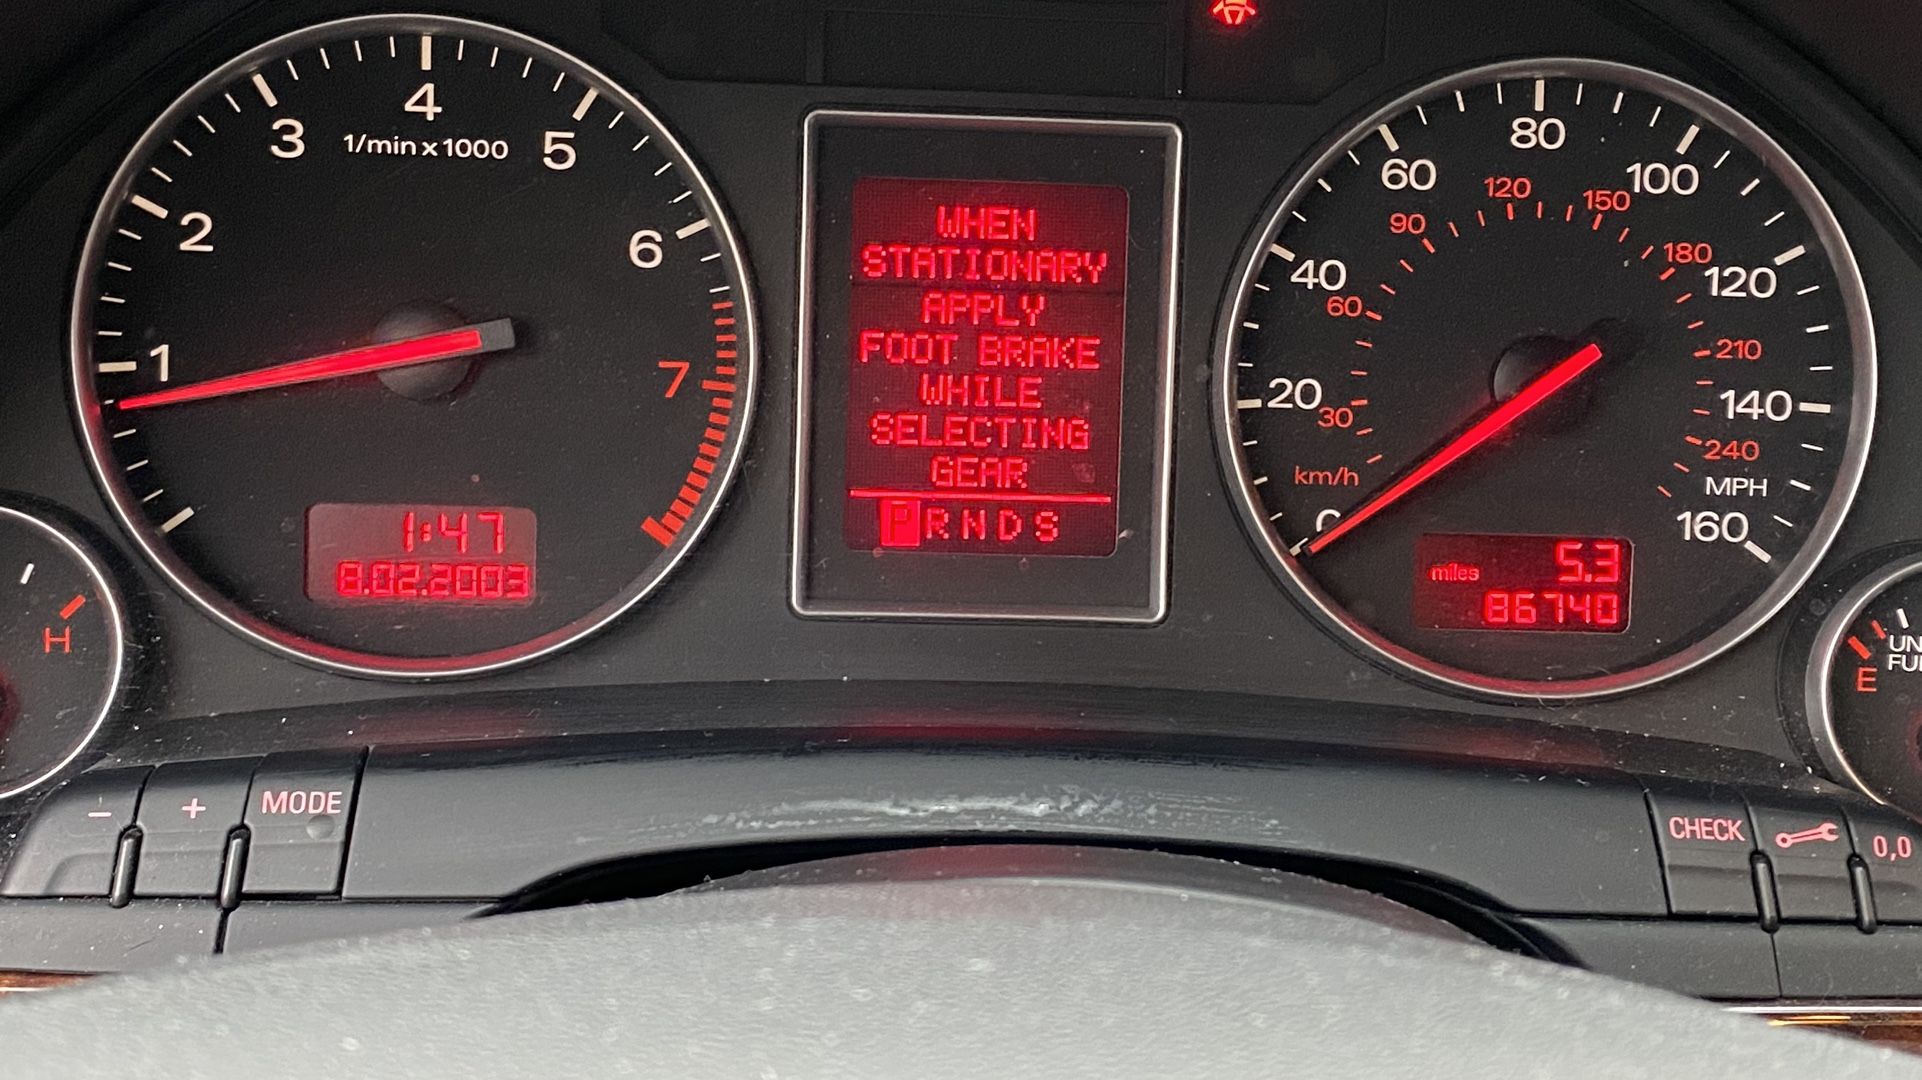 4
3
5
1/min x 1000
2
6
1
7
1:47
8.02.2003
H
WHEN
STATIONARY
APPLY
FOOT BRAKE
WHILE
SELECTING
GEAR
P R N D S
80
60
100
120
150
90
180
40
120
60
210
20
140
30
240
km/h
MPH
0
160
miles 5.3
86740
E
- + MODE
CHECK 0,0